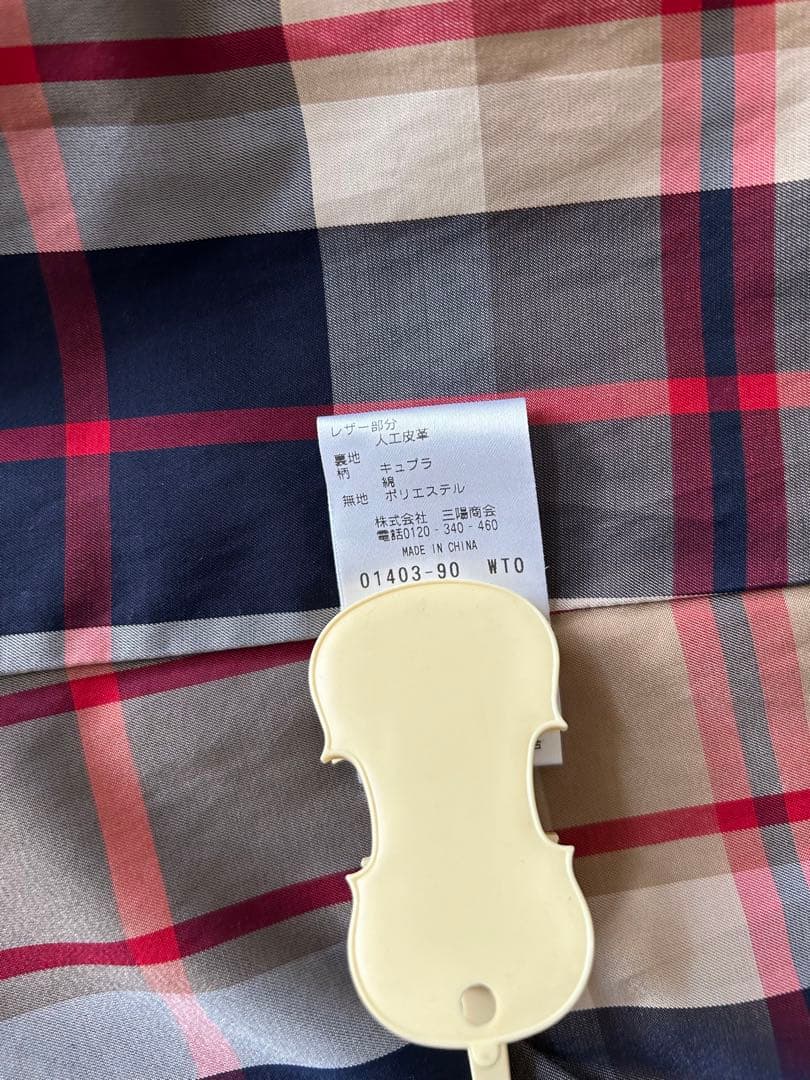 レザー部分
人工皮革
裏地
柄 キュプラ
綿
無地 ポリエステル
株式会社 三陽商会
電話0120-340-460
MADE IN CHINA
01403-90 WTO